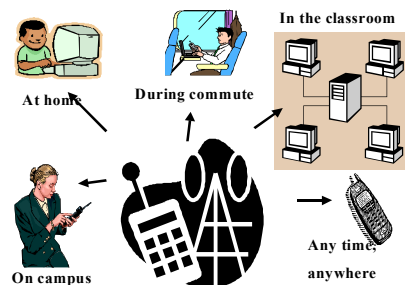 In the classroom
At home
During commute
On campus
Any time,
anywhere